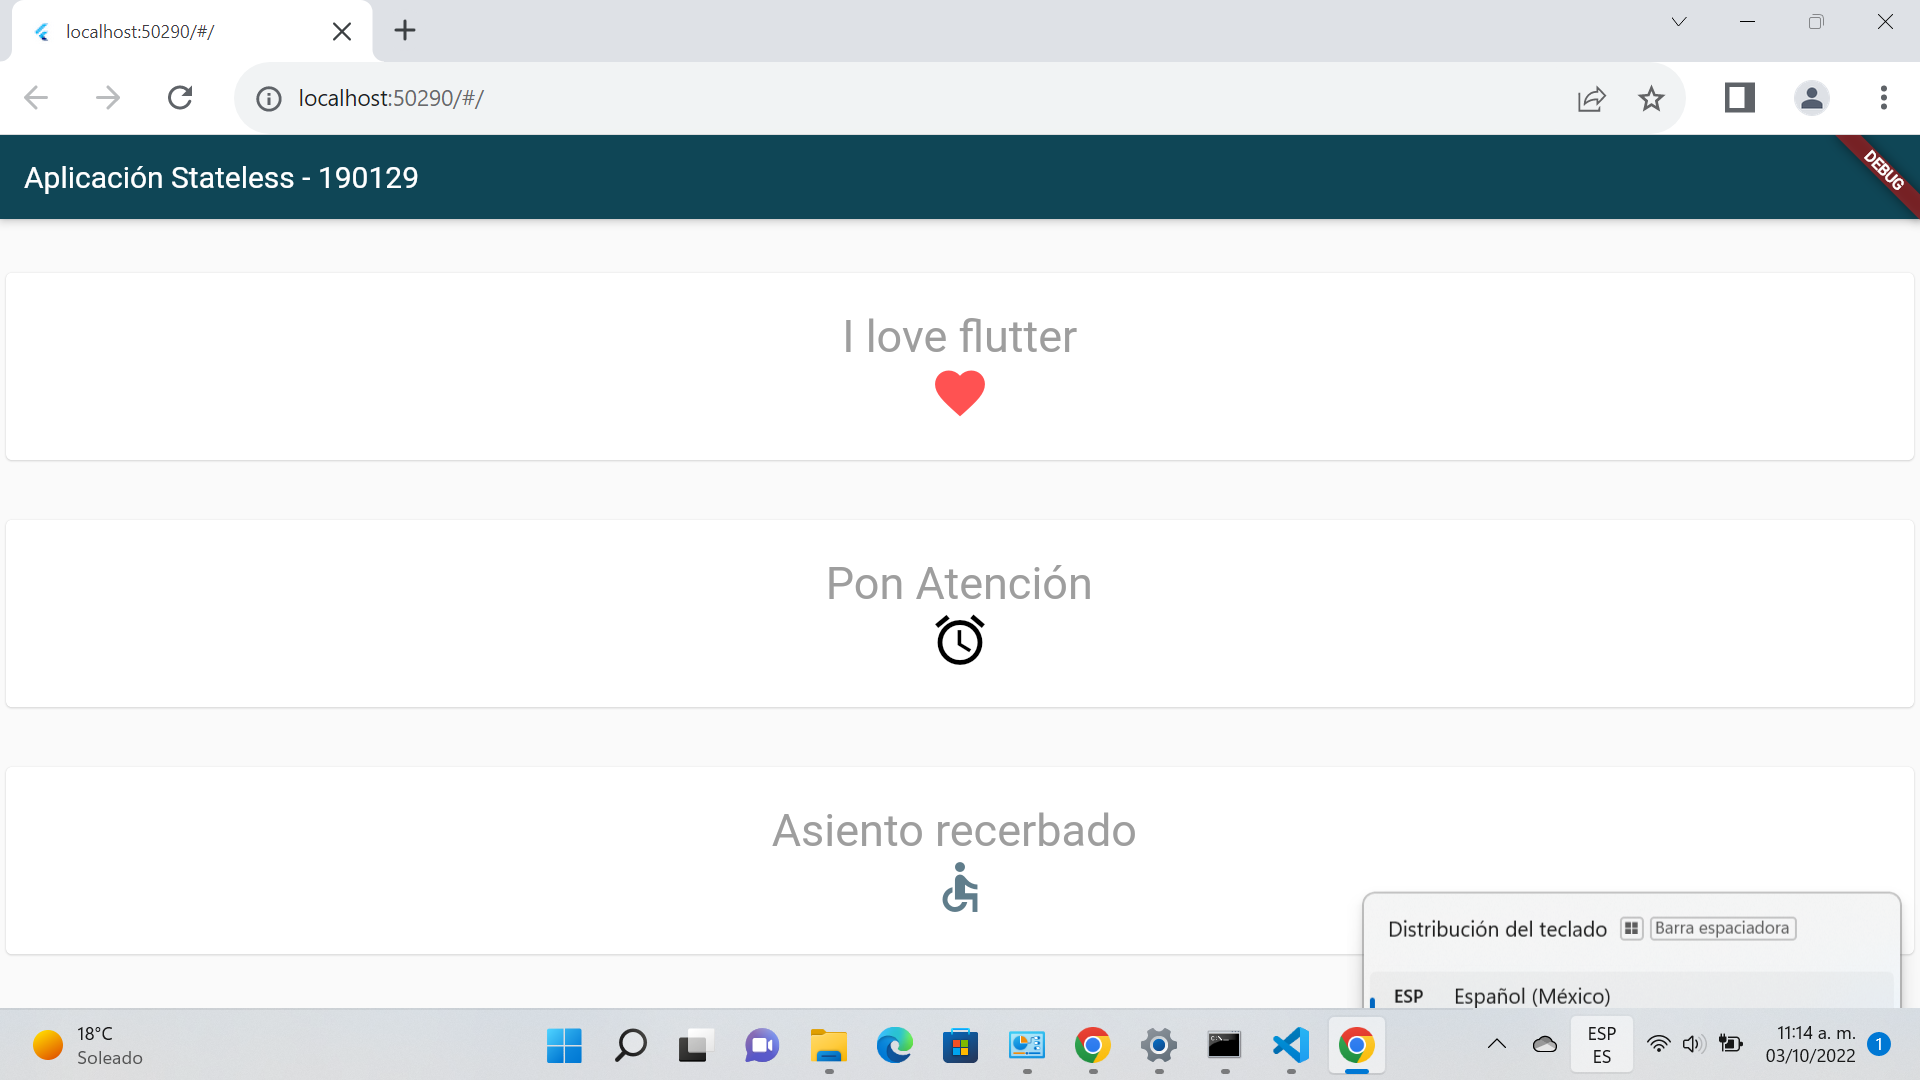 localhost:50290/#/
localhost:50290/#/
Aplicación Stateless - 190129
DEBUG
I love flutter
Pon Atención
Asiento recerbado
Distribución del teclado Barra espaciadora
ESP Español (México)
18°C
Soleado
ESP
ES
11:14 a. m.
03/10/2022
1